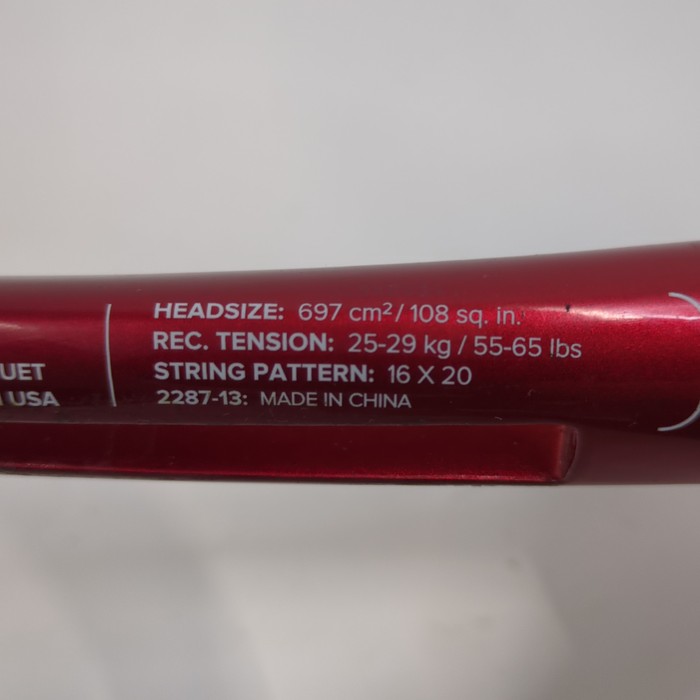 HEADSIZE: 697 cm²/ 108 sq. in.
REC. TENSION: 25-29 kg / 55-65 lbs
STRING PATTERN: 16 X 20
2287-13: MADE IN CHINA
UET
USA